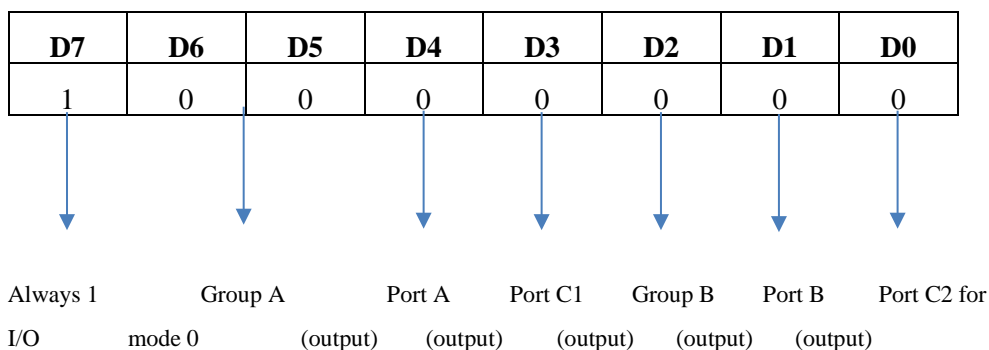 D7 D6 D5 D4 D3 D2 D1 D0
1 0 0 0 0 0 0 0
Always 1 Group A Port A Port C1 Group B Port B Port C2 for
I/O mode 0 (output) (output) (output) (output) (output)